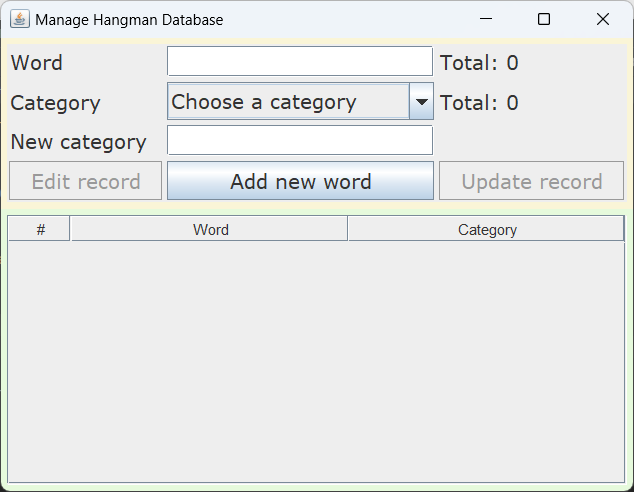 Manage Hangman Database
Word Total: 0
Category Choose a category Total: 0
New category
Edit record Add new word Update record
# Word Category